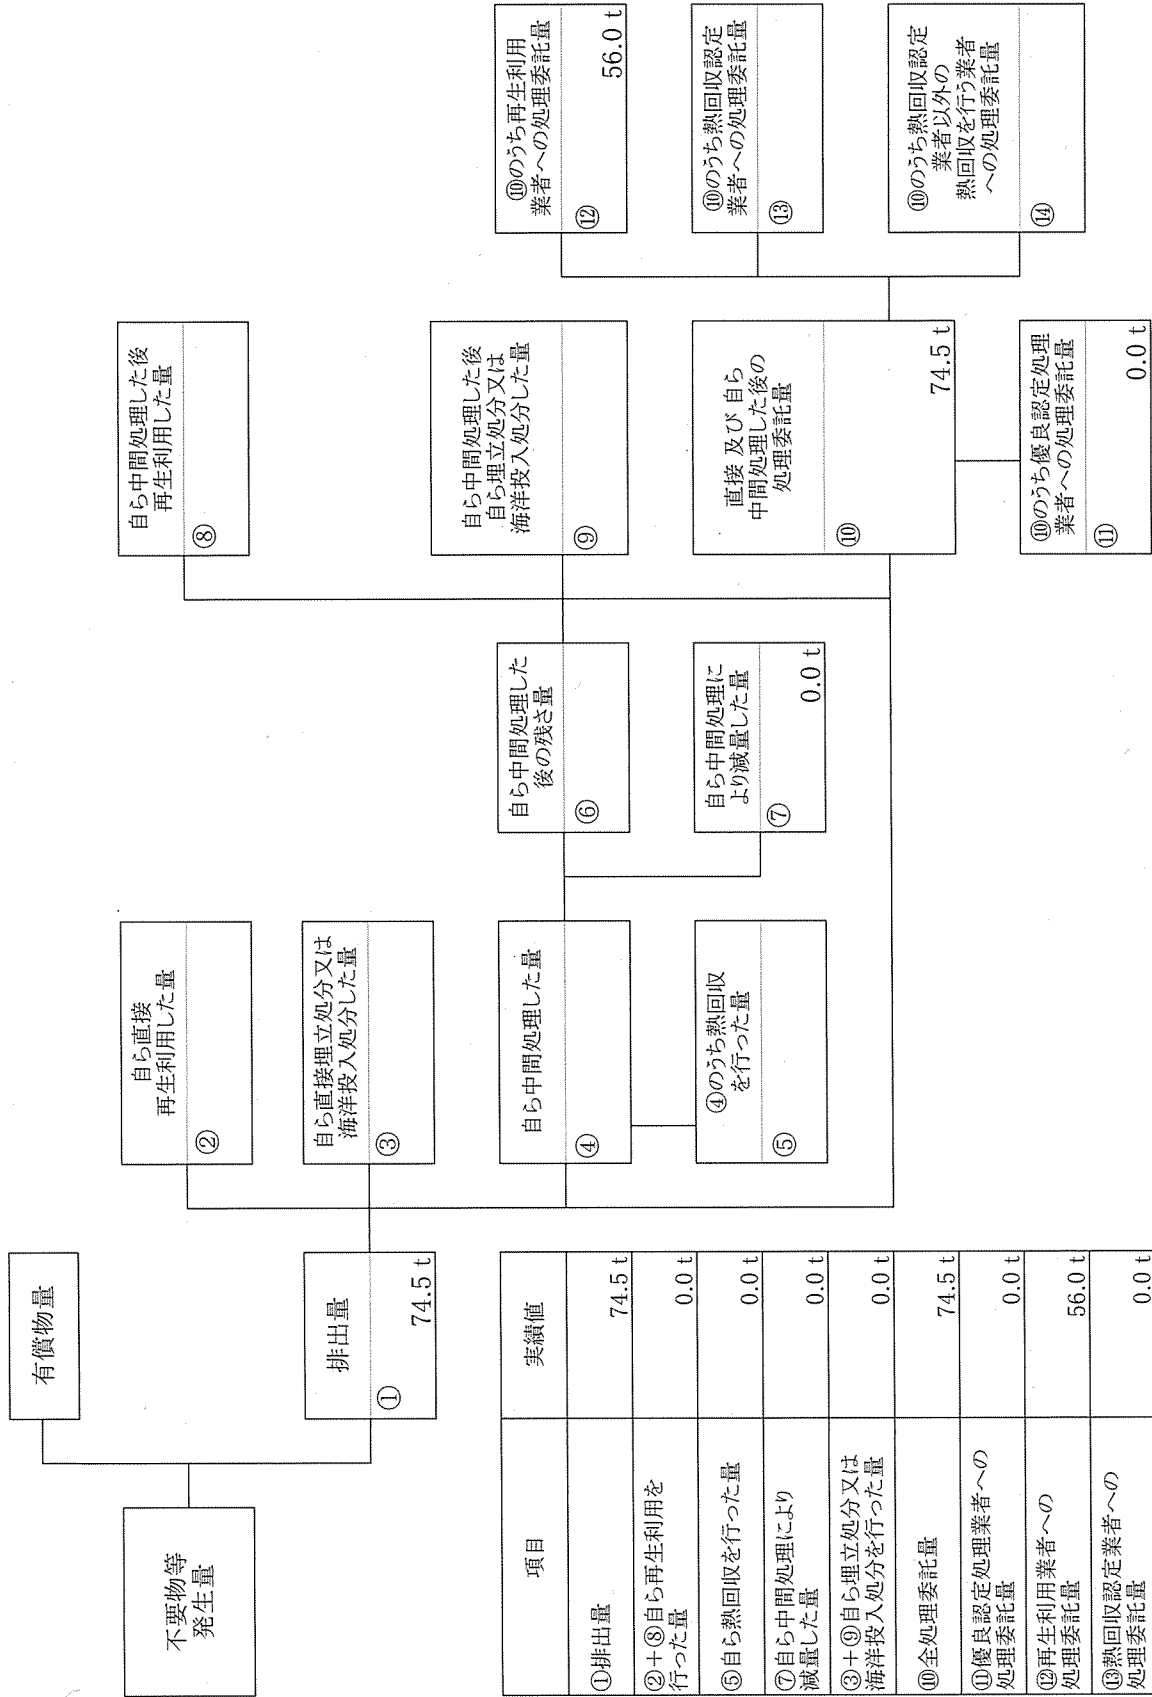 不要物等
発生量
有償物量
排出量
①
74.5 t
自ら直接
再生利用した量
②
自ら直接埋立処分又は
海洋投入処分した量
③
自ら中間処理した量
④
④のうち熱回収
を行った量
⑤
自ら中間処理した
後の残さ量
⑥
自ら中間処理に
より減量した量
⑦
0.0 t
自ら中間処理した後
再生利用した量
⑧
自ら中間処理した後
自ら埋立処分又は
海洋投入処分した量
⑨
直接 及び 自ら
中間処理した後の
処理委託量
⑩
74.5 t
⑩のうち優良認定処理
業者への処理委託量
⑪
0.0 t
⑩のうち再生利用
業者への処理委託量
⑫
56.0 t
⑩のうち熱回収認定
業者への処理委託量
⑬
⑩のうち熱回収認定
業者以外の
熱回収を行う業者
への処理委託量
⑭
項目 実績値
①排出量 74.5 t
②+⑧自ら再生利用を
行った量 0.0 t
⑤自ら熱回収を行った量 0.0 t
⑦自ら中間処理により
減量した量 0.0 t
③+⑨自ら埋立処分又は
海洋投入処分を行った量 0.0 t
⑩全処理委託量 74.5 t
⑪優良認定処理業者への
処理委託量 0.0 t
⑫再生利用業者への
処理委託量 56.0 t
⑬熱回収認定業者への
処理委託量 0.0 t